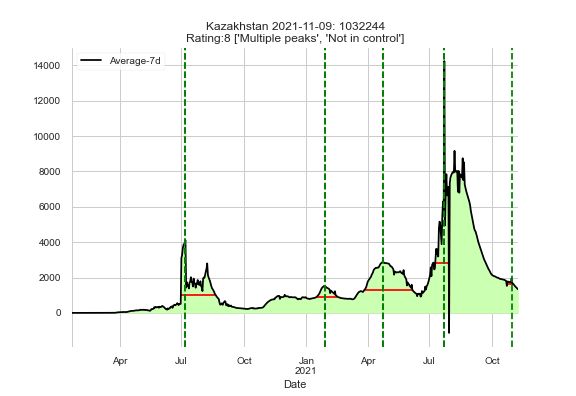 Kazakhstan 2021-11-09: 1032244
Rating:8 ['Multiple peaks', 'Not in control']
Average-7d
14000
12000
10000
8000
6000
4000
2000
0
Apr Jul Oct Jan Apr Jul Oct
2021
Date